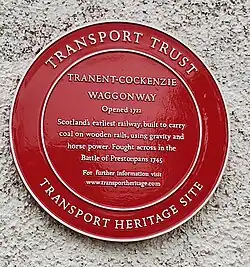 TRANSPORT TRUST
TRANENT-COCKENZIE
WAGGONWAY
Opened 1722
Scotland's earliest railway, built to carry
coal on wooden rails, using gravity and
horse power. Fought across in the
Battle of Prestonpans 1745
For further information visit
www.transportheritage.com
TRANSPORT HERITAGE SITE